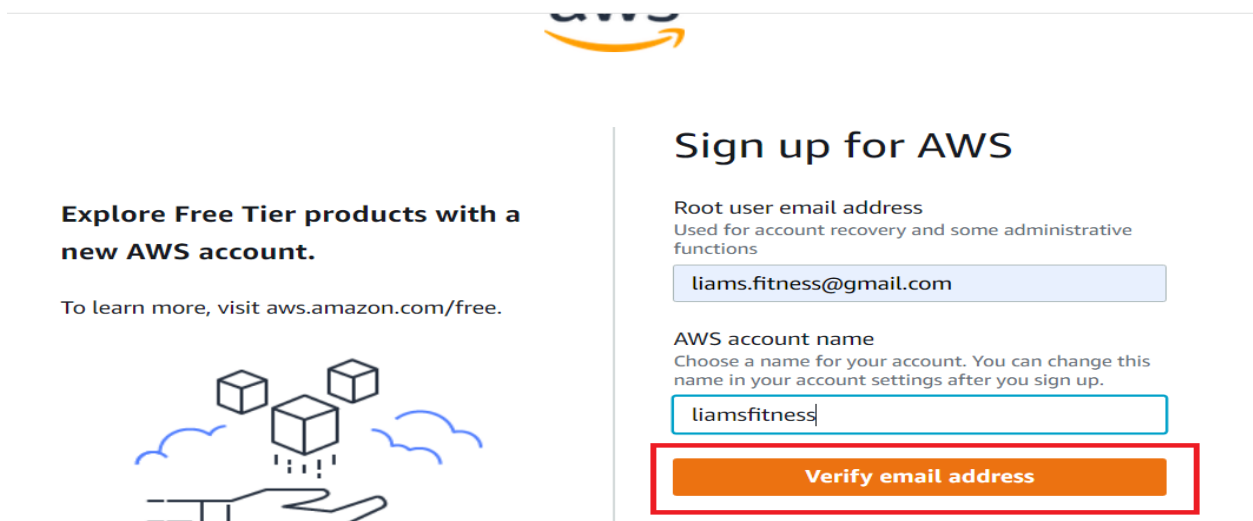 aws
Explore Free Tier products with a
new AWS account.
To learn more, visit aws.amazon.com/free.
Sign up for AWS
Root user email address
Used for account recovery and some administrative
functions
liams.fitness@gmail.com
AWS account name
Choose a name for your account. You can change this
name in your account settings after you sign up.
liamsfitness
Verify email address